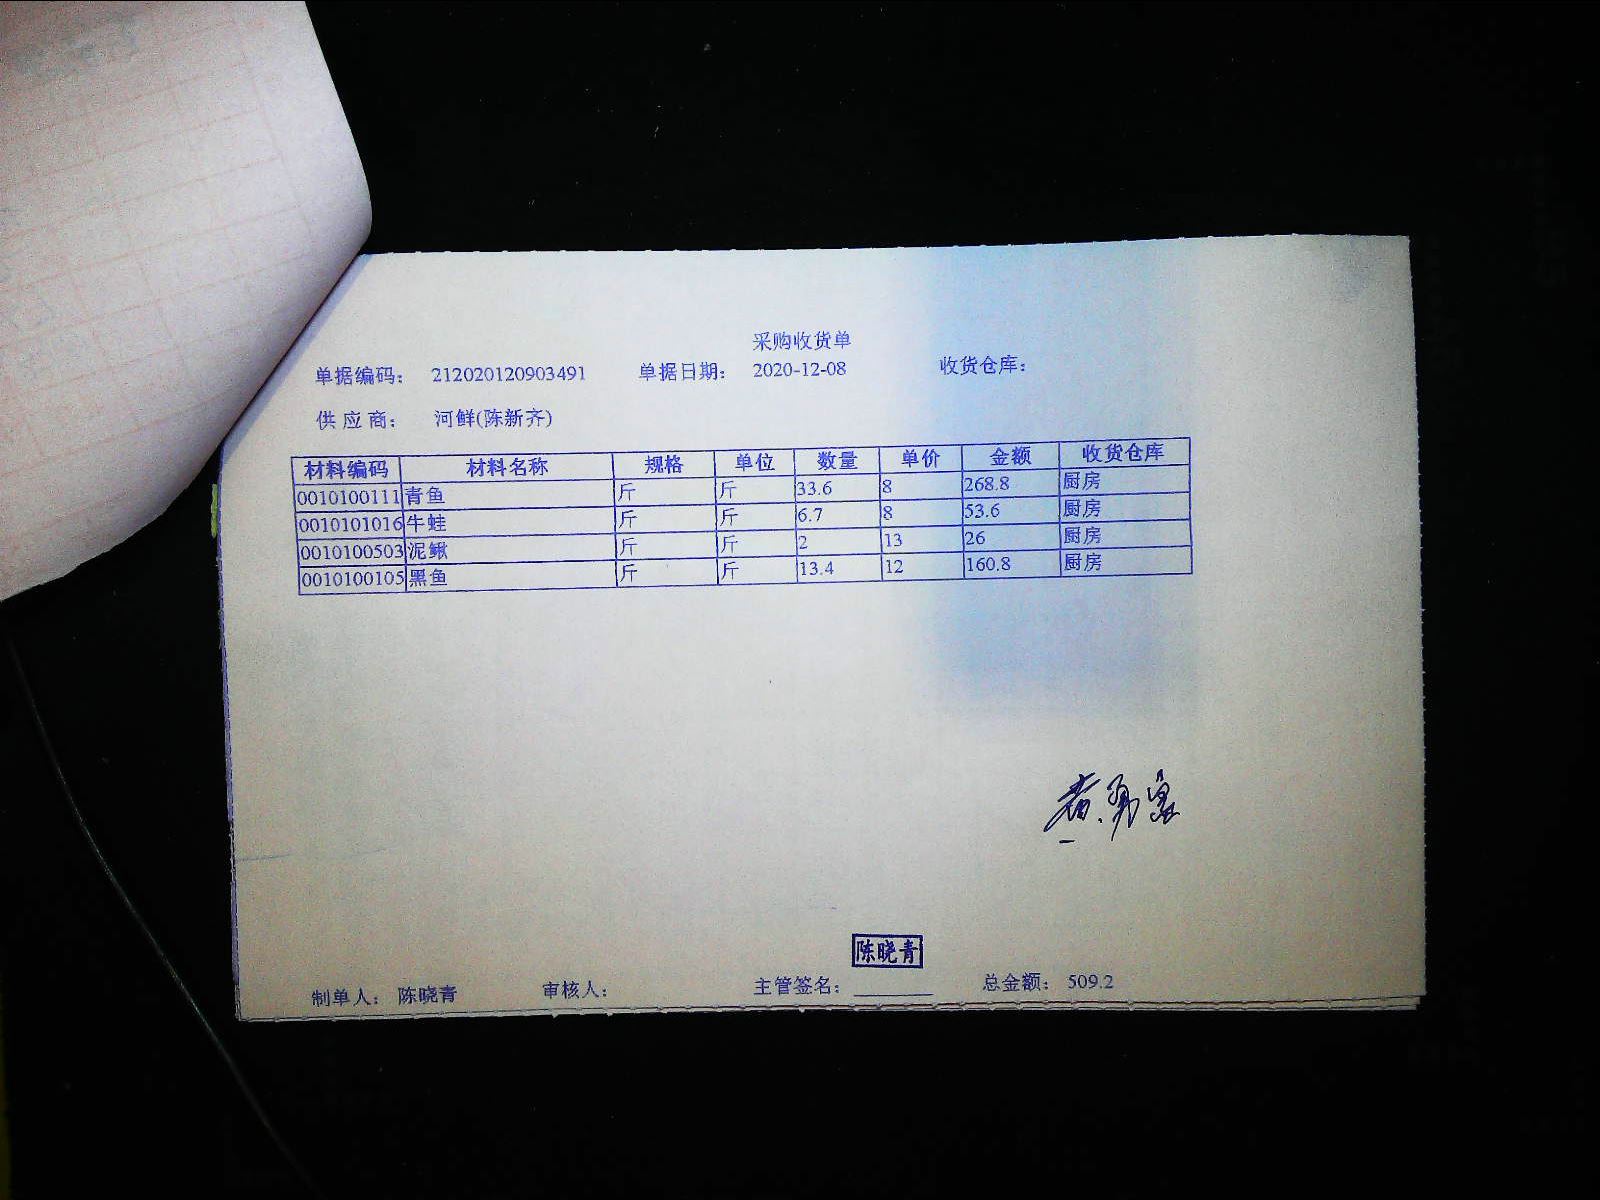 采购收货单
单据编码： 212020120903491 单据日期： 2020-12-08 收货仓库：
供 应 商： 河鲜(陈新齐)
材料编码 材料名称 规格 单位 数量 单价 金额 收货仓库
0010100111 青鱼 斤 斤 33.6 8 268.8 厨房
0010101016 牛蛙 斤 斤 6.7 8 53.6 厨房
0010100503 泥鳅 斤 斤 2 13 26 厨房
0010100105 黑鱼 斤 斤 13.4 12 160.8 厨房
陈晓青
制单人： 陈晓青 审核人： 主管签名： 总金额： 509.2